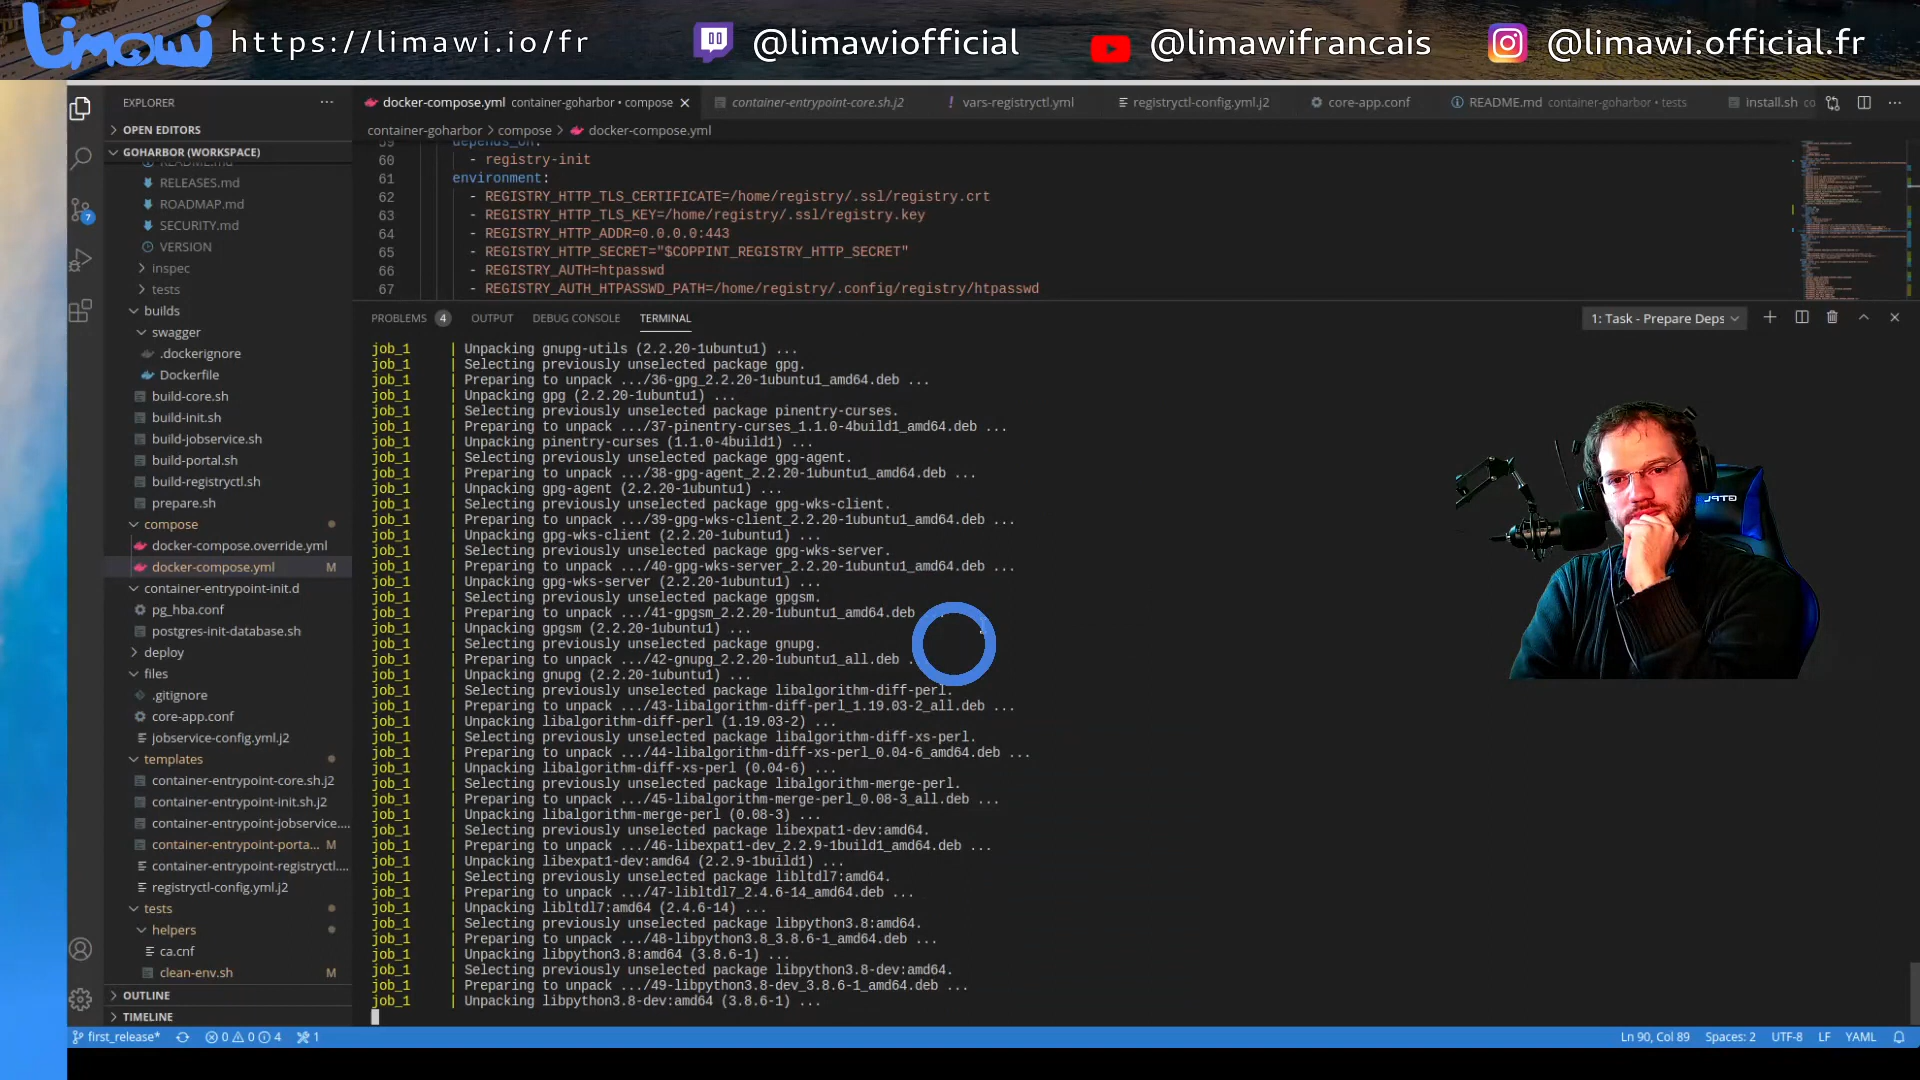 Limawi https://limawi.io/fr @limawiofficial @limawifrancais @limawi.official.fr
EXPLORER
OPEN EDITORS
GOHARBOR (WORKSPACE)
README.md
RELEASES.md
ROADMAP.md
SECURITY.md
VERSION
inspec
tests
builds
swagger
.dockerignore
Dockerfile
build-core.sh
build-init.sh
build-jobservice.sh
build-portal.sh
build-registryctl.sh
prepare.sh
compose
docker-compose.override.yml
docker-compose.yml M
container-entrypoint-init.d
pg_hba.conf
postgres-init-database.sh
deploy
files
.gitignore
core-app.conf
jobservice-config.yml.j2
templates
container-entrypoint-core.sh.j2
container-entrypoint-init.sh.j2
container-entrypoint-jobservice....
container-entrypoint-porta... M
container-entrypoint-registryctl....
registryctl-config.yml.j2
tests
helpers
ca.cnf
clean-env.sh M
OUTLINE
TIMELINE
docker-compose.yml container-goharbor • compose container-entrypoint-core.sh.j2 vars-registryctl.yml registryctl-config.yml.j2 core-app.conf README.md container-goharbor • tests install.sh co
container-goharbor > compose > docker-compose.yml
59 depends_on:
60 - registry-init
61 environment:
62 - REGISTRY_HTTP_TLS_CERTIFICATE=/home/registry/.ssl/registry.crt
63 - REGISTRY_HTTP_TLS_KEY=/home/registry/.ssl/registry.key
64 - REGISTRY_HTTP_ADDR=0.0.0.0:443
65 - REGISTRY_HTTP_SECRET="$COPPINT_REGISTRY_HTTP_SECRET"
66 - REGISTRY_AUTH=htpasswd
67 - REGISTRY_AUTH_HTPASSWD_PATH=/home/registry/.config/registry/htpasswd
PROBLEMS 4 OUTPUT DEBUG CONSOLE TERMINAL 1: Task - Prepare Deps
job_1 | Unpacking gnupg-utils (2.2.20-1ubuntu1) ...
job_1 | Selecting previously unselected package gpg.
job_1 | Preparing to unpack .../36-gpg_2.2.20-1ubuntu1_amd64.deb ...
job_1 | Unpacking gpg (2.2.20-1ubuntu1) ...
job_1 | Selecting previously unselected package pinentry-curses.
job_1 | Preparing to unpack .../37-pinentry-curses_1.1.0-4build1_amd64.deb ...
job_1 | Unpacking pinentry-curses (1.1.0-4build1) ...
job_1 | Selecting previously unselected package gpg-agent.
job_1 | Preparing to unpack .../38-gpg-agent_2.2.20-1ubuntu1_amd64.deb ...
job_1 | Unpacking gpg-agent (2.2.20-1ubuntu1) ...
job_1 | Selecting previously unselected package gpg-wks-client.
job_1 | Preparing to unpack .../39-gpg-wks-client_2.2.20-1ubuntu1_amd64.deb ...
job_1 | Unpacking gpg-wks-client (2.2.20-1ubuntu1) ...
job_1 | Selecting previously unselected package gpg-wks-server.
job_1 | Preparing to unpack .../40-gpg-wks-server_2.2.20-1ubuntu1_amd64.deb ...
job_1 | Unpacking gpg-wks-server (2.2.20-1ubuntu1) ...
job_1 | Selecting previously unselected package gpgsm.
job_1 | Preparing to unpack .../41-gpgsm_2.2.20-1ubuntu1_amd64.deb
job_1 | Unpacking gpgsm (2.2.20-1ubuntu1) ...
job_1 | Selecting previously unselected package gnupg.
job_1 | Preparing to unpack .../42-gnupg_2.2.20-1ubuntu1_all.deb .
job_1 | Unpacking gnupg (2.2.20-1ubuntu1) ...
job_1 | Selecting previously unselected package libalgorithm-diff-perl.
job_1 | Preparing to unpack .../43-libalgorithm-diff-perl_1.19.03-2_all.deb ...
job_1 | Unpacking libalgorithm-diff-perl (1.19.03-2) ...
job_1 | Selecting previously unselected package libalgorithm-diff-xs-perl.
job_1 | Preparing to unpack .../44-libalgorithm-diff-xs-perl_0.04-6_amd64.deb ...
job_1 | Unpacking libalgorithm-diff-xs-perl (0.04-6) ...
job_1 | Selecting previously unselected package libalgorithm-merge-perl.
job_1 | Preparing to unpack .../45-libalgorithm-merge-perl_0.08-3_all.deb ...
job_1 | Unpacking libalgorithm-merge-perl (0.08-3) ...
job_1 | Selecting previously unselected package libexpat1-dev:amd64.
job_1 | Preparing to unpack .../46-libexpat1-dev_2.2.9-1build1_amd64.deb ...
job_1 | Unpacking libexpat1-dev:amd64 (2.2.9-1build1) ...
job_1 | Selecting previously unselected package libltdl7:amd64.
job_1 | Preparing to unpack .../47-libltdl7_2.4.6-14_amd64.deb ...
job_1 | Unpacking libltdl7:amd64 (2.4.6-14) ...
job_1 | Selecting previously unselected package libpython3.8:amd64.
job_1 | Preparing to unpack .../48-libpython3.8_3.8.6-1_amd64.deb ...
job_1 | Unpacking libpython3.8:amd64 (3.8.6-1) ...
job_1 | Selecting previously unselected package libpython3.8-dev:amd64.
job_1 | Preparing to unpack .../49-libpython3.8-dev_3.8.6-1_amd64.deb ...
job_1 | Unpacking libpython3.8-dev:amd64 (3.8.6-1) ...
first_release* 0 0 4 1 Ln 90, Col 89 Spaces: 2 UTF-8 LF YAML
7